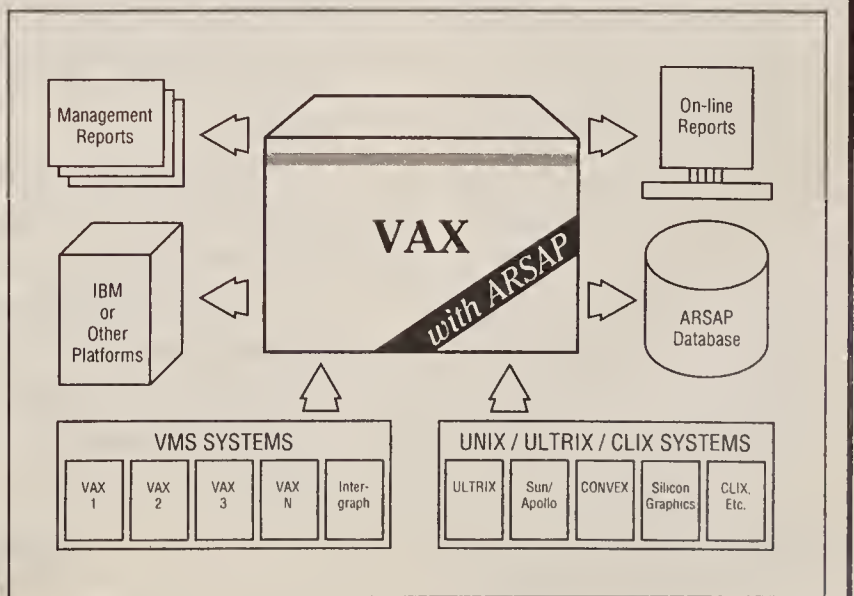 Management
Reports
On-line
Reports
VAX
with ARSAP
IBM
or
Other
Platforms
ARSAP
Database
VMS SYSTEMS
VAX
1
VAX
2
VAX
3
VAX
N
Inter-
graph
UNIX / ULTRIX / CLIX SYSTEMS
ULTRIX
Sun/
Apollo
CONVEX
Silicon
Graphics
CLIX,
Etc.